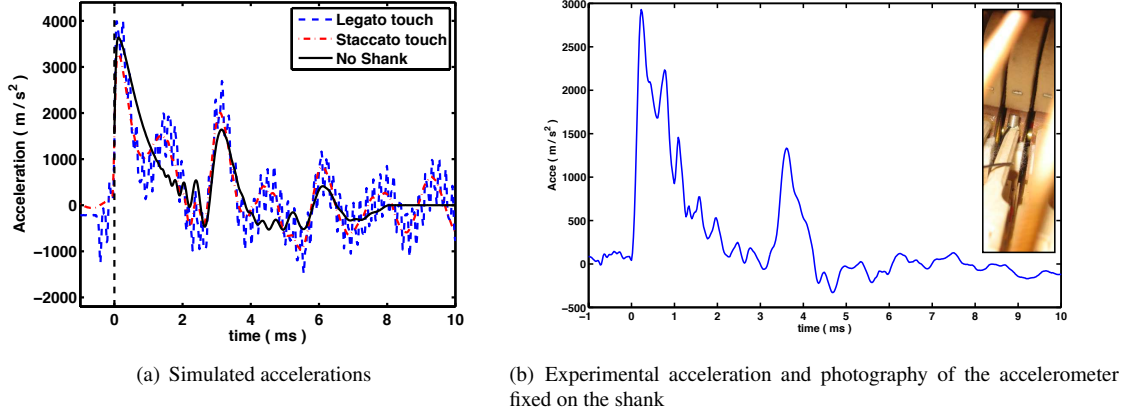 4000
3000
2000
1000
0
−1000
−2000
Acceleration ( m / s²)
Legato touch
Staccato touch
No Shank
0 2 4 6 8 10
time ( ms )
(a) Simulated accelerations
3000
2500
2000
1500
1000
500
0
−500
Acce ( m / s²)
−1 0 1 2 3 4 5 6 7 8 9 10
time ( ms )
(b) Experimental acceleration and photography of the accelerometer
fixed on the shank